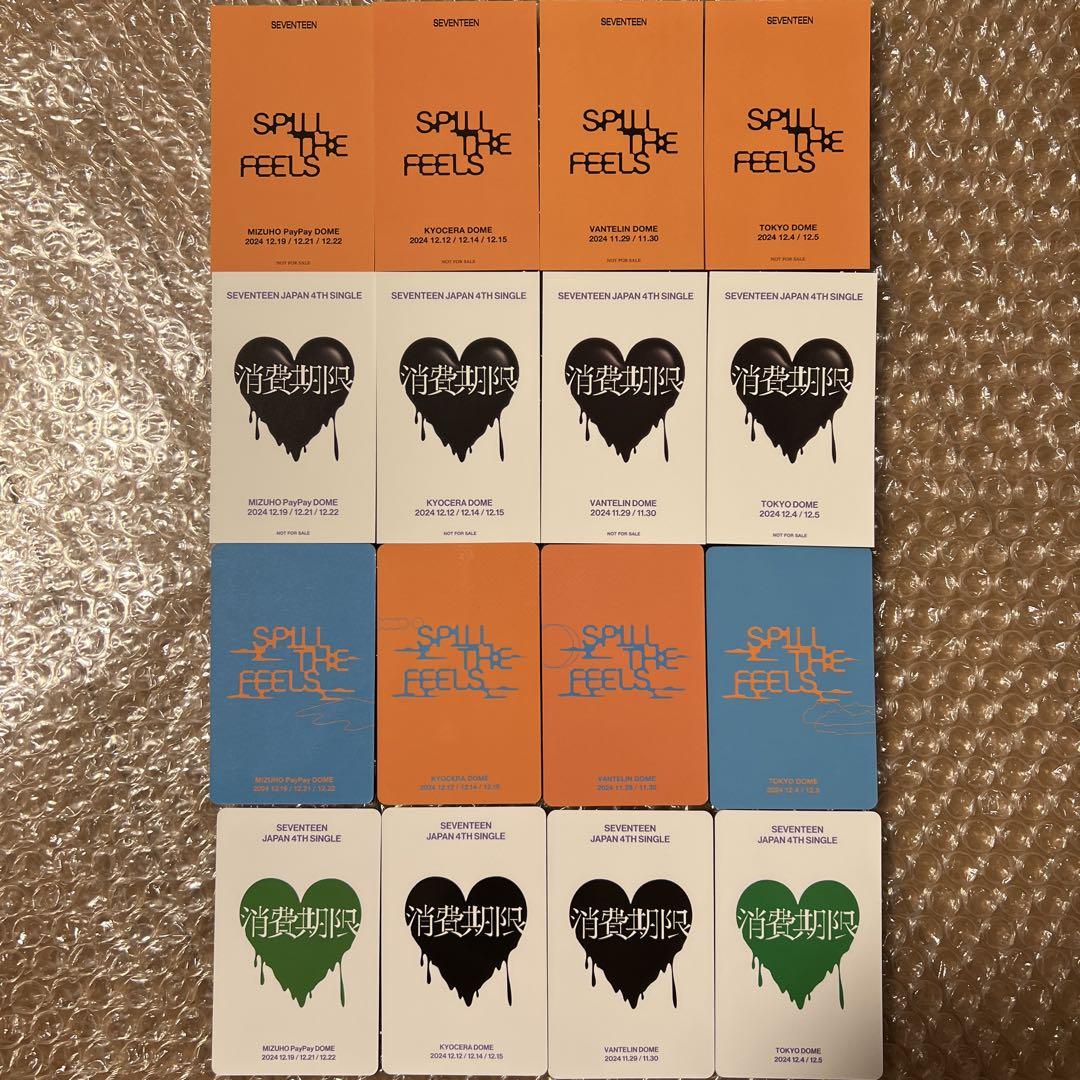 SEVENTEEN
SPILL
THE
FEELS
MIZUHO PayPay DOME
2024 12.19 / 12.21 / 12.22
NOT FOR SALE
SEVENTEEN
SPILL
THE
FEELS
KYOCERA DOME
2024 12.12 / 12.14 / 12.15
NOT FOR SALE
SEVENTEEN
SPILL
THE
FEELS
VANTELIN DOME
2024 11.29 / 11.30
NOT FOR SALE
SEVENTEEN
SPILL
THE
FEELS
TOKYO DOME
2024 12.4 / 12.5
NOT FOR SALE
SEVENTEEN JAPAN 4TH SINGLE
消費期限
MIZUHO PayPay DOME
2024 12.19 / 12.21 / 12.22
NOT FOR SALE
SEVENTEEN JAPAN 4TH SINGLE
消費期限
KYOCERA DOME
2024 12.12 / 12.14 / 12.15
NOT FOR SALE
SEVENTEEN JAPAN 4TH SINGLE
消費期限
VANTELIN DOME
2024 11.29 / 11.30
NOT FOR SALE
SEVENTEEN JAPAN 4TH SINGLE
消費期限
TOKYO DOME
2024 12.4 / 12.5
NOT FOR SALE
SPILL
THE
FEELS
MIZUHO PayPay DOME
2024 12.19 / 12.21 / 12.22
SPILL
THE
FEELS
KYOCERA DOME
2024 12.12 / 12.14 / 12.15
SPILL
THE
FEELS
VANTELIN DOME
2024 11.29 / 11.30
SPILL
THE
FEELS
TOKYO DOME
2024 12.4 / 12.5
SEVENTEEN
JAPAN 4TH SINGLE
消費期限
MIZUHO PayPay DOME
2024 12.19 / 12.21 / 12.22
SEVENTEEN
JAPAN 4TH SINGLE
消費期限
KYOCERA DOME
2024 12.12 / 12.14 / 12.15
SEVENTEEN
JAPAN 4TH SINGLE
消費期限
VANTELIN DOME
2024 11.29 / 11.30
SEVENTEEN
JAPAN 4TH SINGLE
消費期限
TOKYO DOME
2024 12.4 / 12.5